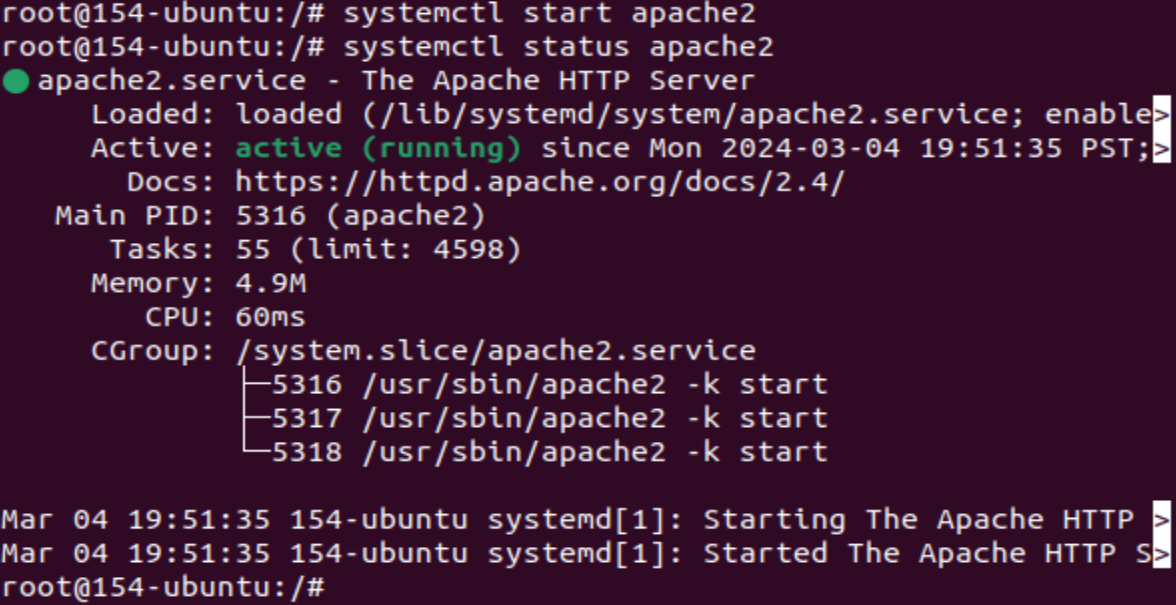 root@154-ubuntu:/# systemctl start apache2
root@154-ubuntu:/# systemctl status apache2
● apache2.service - The Apache HTTP Server
     Loaded: loaded (/lib/systemd/system/apache2.service; enable>
     Active: active (running) since Mon 2024-03-04 19:51:35 PST;>
       Docs: https://httpd.apache.org/docs/2.4/
   Main PID: 5316 (apache2)
      Tasks: 55 (limit: 4598)
     Memory: 4.9M
        CPU: 60ms
     CGroup: /system.slice/apache2.service
             ├─5316 /usr/sbin/apache2 -k start
             ├─5317 /usr/sbin/apache2 -k start
             └─5318 /usr/sbin/apache2 -k start

Mar 04 19:51:35 154-ubuntu systemd[1]: Starting The Apache HTTP >
Mar 04 19:51:35 154-ubuntu systemd[1]: Started The Apache HTTP S>
root@154-ubuntu:/#